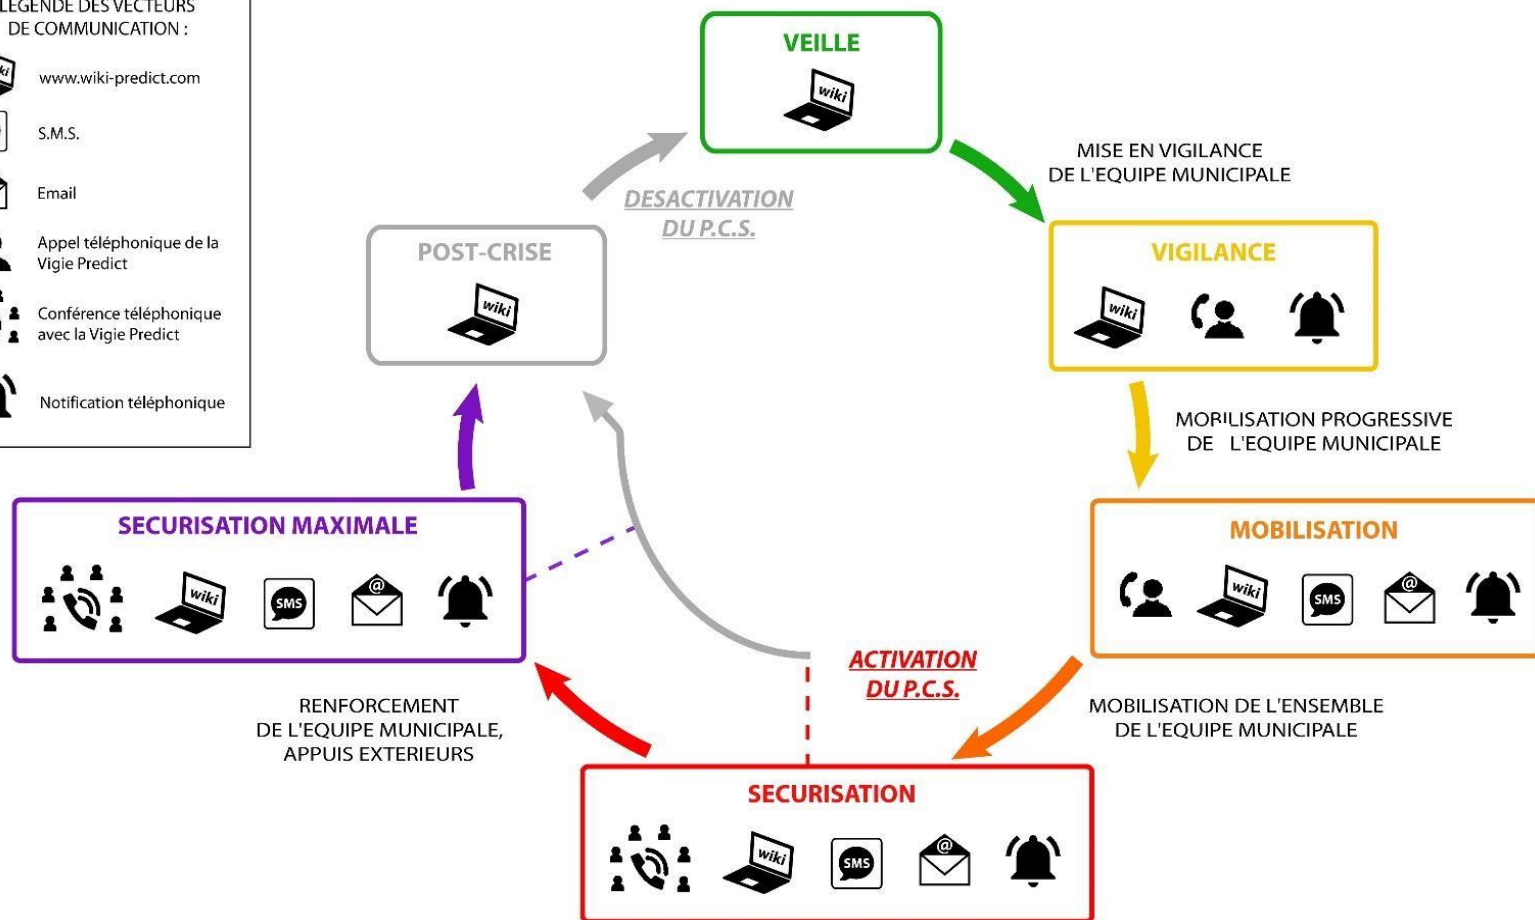 LEGENDE DES VECTEURS
DE COMMUNICATION :
www.wiki-predict.com
S.M.S.
Email
Appel téléphonique de la
Vigie Predict
Conférence téléphonique
avec la Vigie Predict
Notification téléphonique
VEILLE
wiki
MISE EN VIGILANCE
DE L'EQUIPE MUNICIPALE
DESACTIVATION
DU P.C.S.
POST-CRISE
wiki
VIGILANCE
wiki
MOBILISATION PROGRESSIVE
DE L'EQUIPE MUNICIPALE
SECURISATION MAXIMALE
wiki
SMS
@
MOBILISATION
wiki
SMS
@
ACTIVATION
DU P.C.S.
RENFORCEMENT
DE L'EQUIPE MUNICIPALE,
APPUIS EXTERIEURS
MOBILISATION DE L'ENSEMBLE
DE L'EQUIPE MUNICIPALE
SECURISATION
wiki
SMS
@